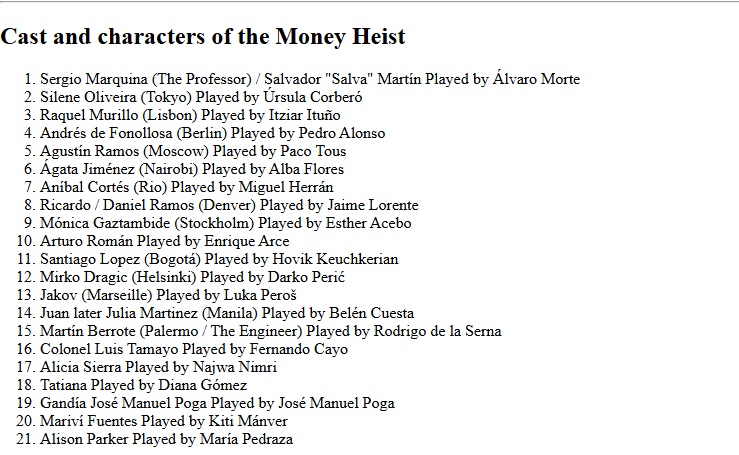 Cast and characters of the Money Heist
1. Sergio Marquina (The Professor) / Salvador "Salva" Martín Played by Álvaro Morte
2. Silene Oliveira (Tokyo) Played by Úrsula Corberó
3. Raquel Murillo (Lisbon) Played by Itziar Ituño
4. Andrés de Fonollosa (Berlin) Played by Pedro Alonso
5. Agustín Ramos (Moscow) Played by Paco Tous
6. Ágata Jiménez (Nairobi) Played by Alba Flores
7. Aníbal Cortés (Rio) Played by Miguel Herrán
8. Ricardo / Daniel Ramos (Denver) Played by Jaime Lorente
9. Mónica Gaztambide (Stockholm) Played by Esther Acebo
10. Arturo Román Played by Enrique Arce
11. Santiago Lopez (Bogotá) Played by Hovik Keuchkerian
12. Mirko Dragic (Helsinki) Played by Darko Perić
13. Jakov (Marseille) Played by Luka Peroš
14. Juan later Julia Martinez (Manila) Played by Belén Cuesta
15. Martín Berrote (Palermo / The Engineer) Played by Rodrigo de la Serna
16. Colonel Luis Tamayo Played by Fernando Cayo
17. Alicia Sierra Played by Najwa Nimri
18. Tatiana Played by Diana Gómez
19. Gandía José Manuel Poga Played by José Manuel Poga
20. Mariví Fuentes Played by Kiti Mánver
21. Alison Parker Played by María Pedraza